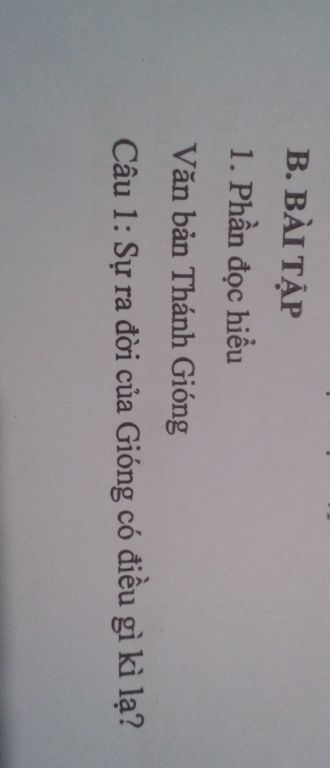 B. BÀI TẬP
1. Phần đọc hiểu
Văn bản Thánh Gióng
Câu 1: Sự ra đời của Gióng có điều gì kì lạ?